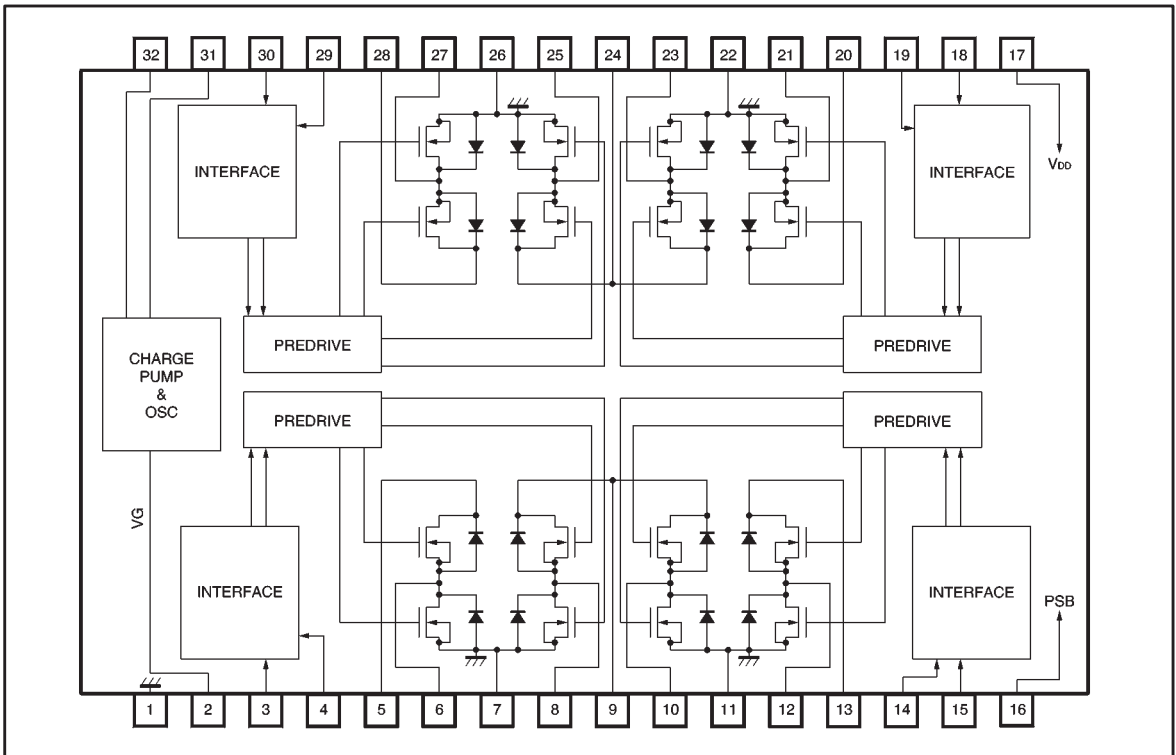 32 31 30 29 28 27 26 25 24 23 22 21 20 19 18 17
INTERFACE
INTERFACE
VDD
PREDRIVE
PREDRIVE
CHARGE
PUMP
&
OSC
PREDRIVE
PREDRIVE
VG
INTERFACE
INTERFACE
PSB
1 2 3 4 5 6 7 8 9 10 11 12 13 14 15 16